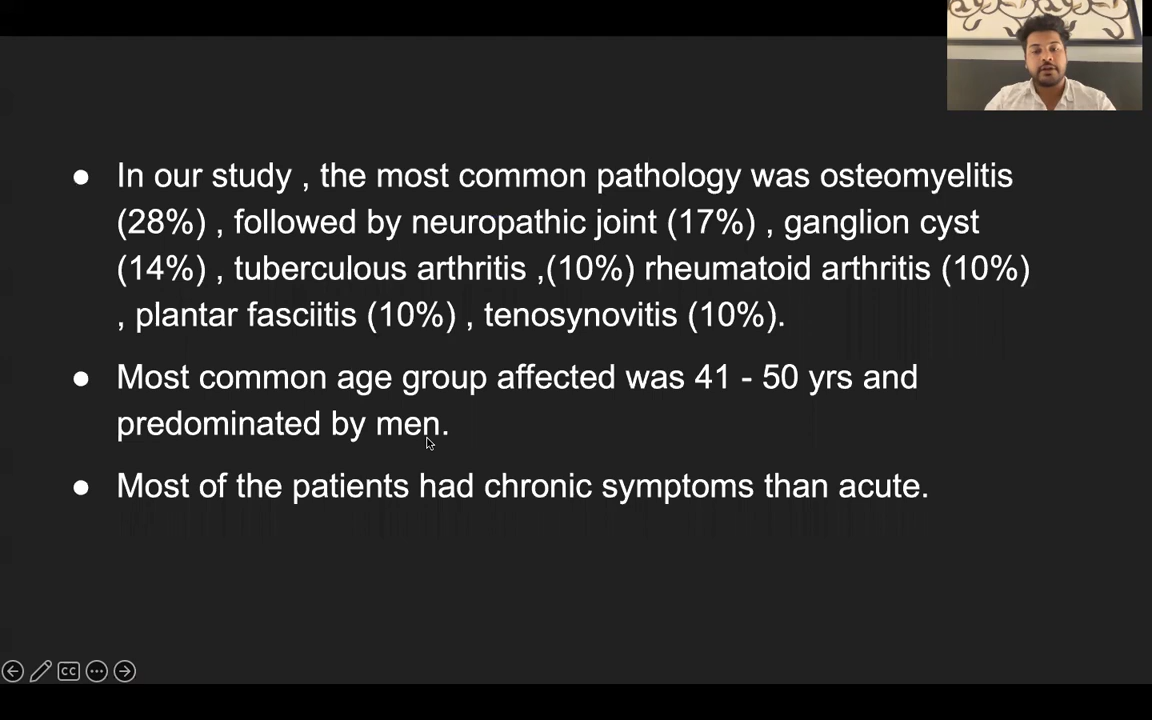 ● In our study , the most common pathology was osteomyelitis
(28%) , followed by neuropathic joint (17%) , ganglion cyst
(14%) , tuberculous arthritis ,(10%) rheumatoid arthritis (10%)
, plantar fasciitis (10%) , tenosynovitis (10%).
● Most common age group affected was 41 - 50 yrs and
predominated by men.
● Most of the patients had chronic symptoms than acute.
CC